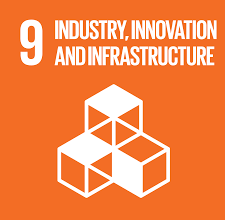 9 INDUSTRY, INNOVATION
AND INFRASTRUCTURE